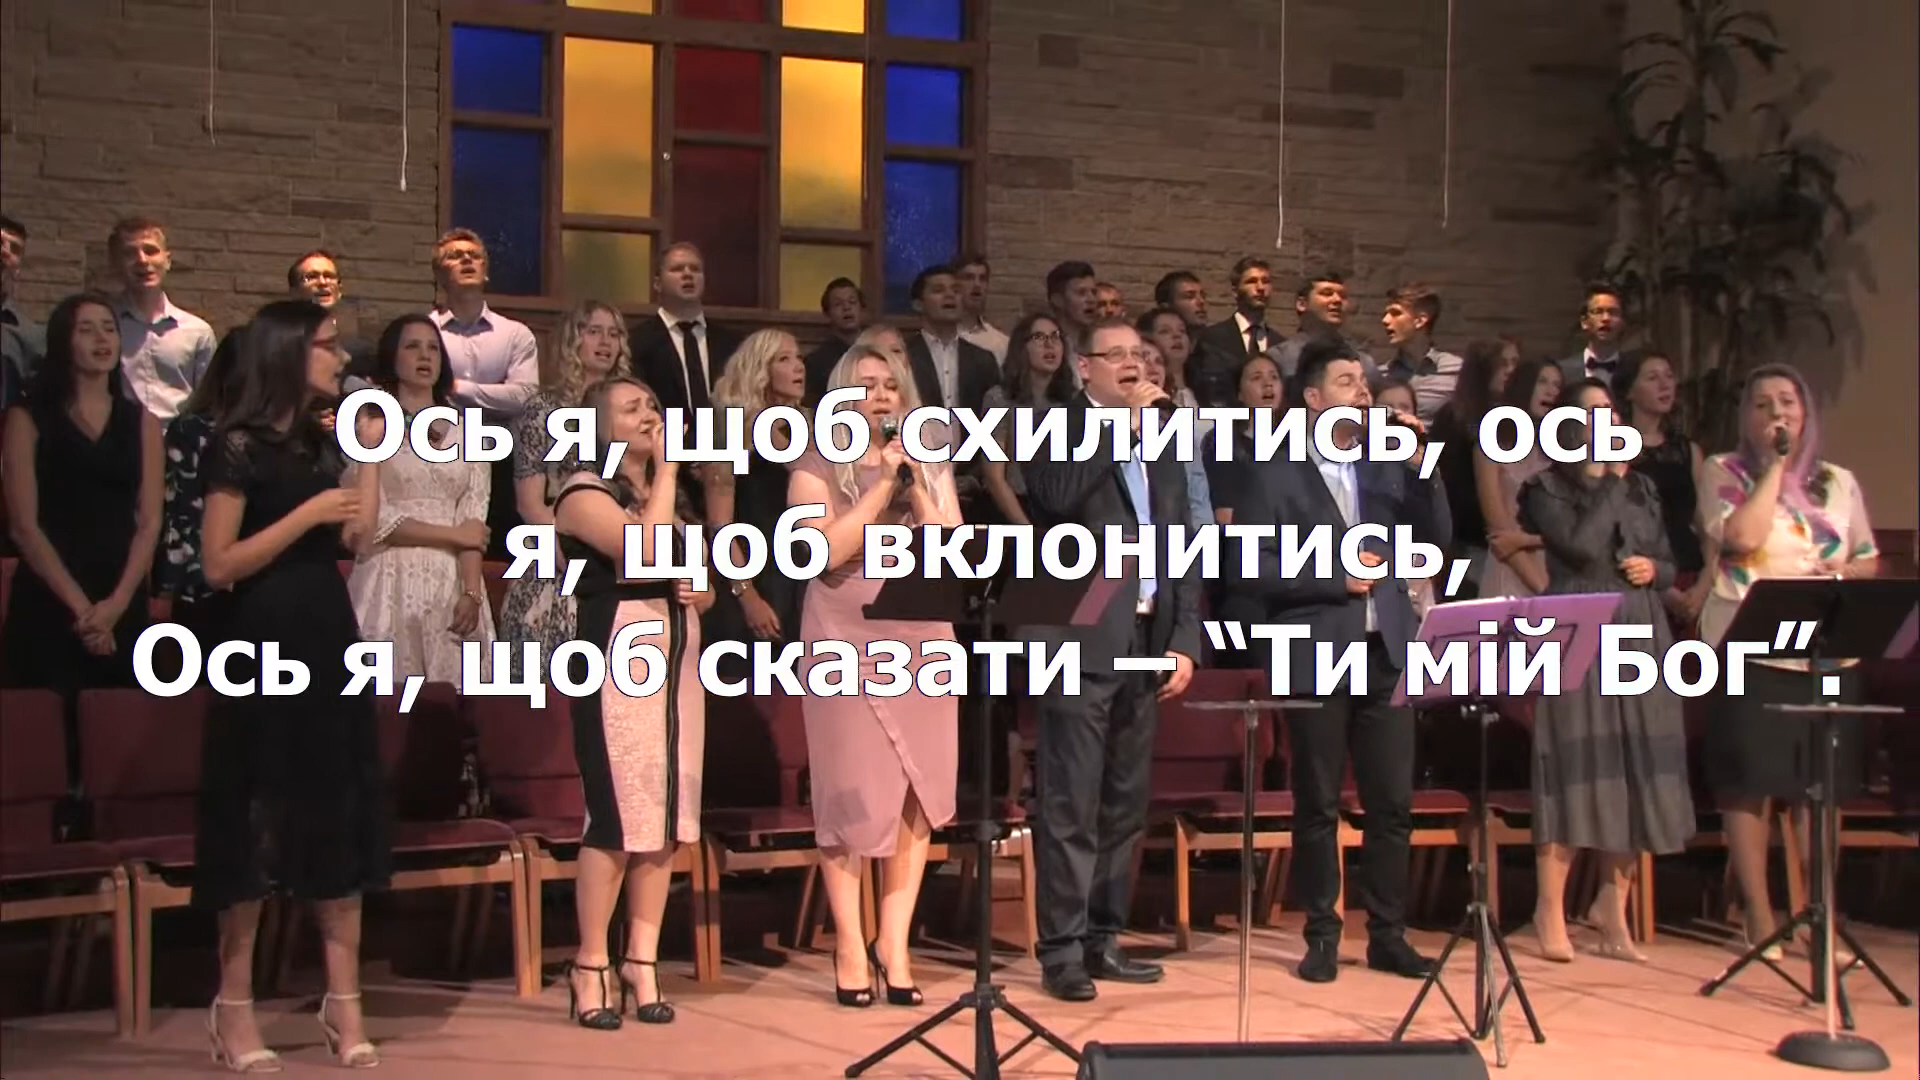 Ось я, щоб схилитись, ось
я, щоб вклонитись,
Ось я, щоб сказати – “Ти мій Бог”.